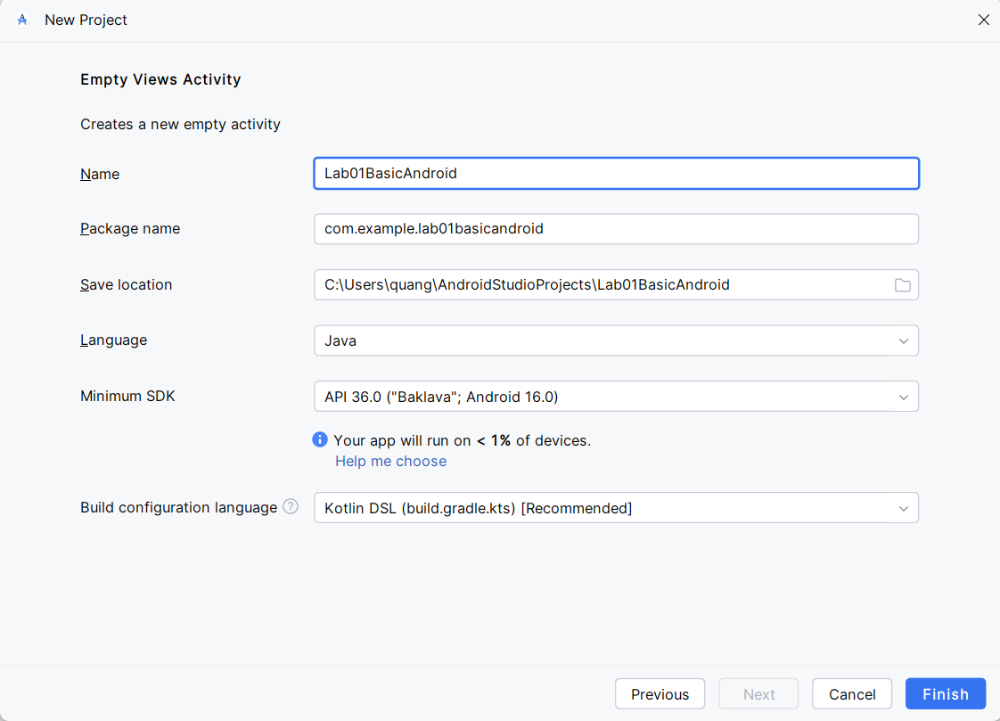 New Project
Empty Views Activity
Creates a new empty activity
Name
Lab01BasicAndroid
Package name
com.example.lab01basicandroid
Save location
C:\Users\quang\AndroidStudioProjects\Lab01BasicAndroid
Language
Java
Minimum SDK
API 36.0 ("Baklava"; Android 16.0)
Your app will run on < 1% of devices.
Help me choose
Build configuration language ?
Kotlin DSL (build.gradle.kts) [Recommended]
Previous
Next
Cancel
Finish